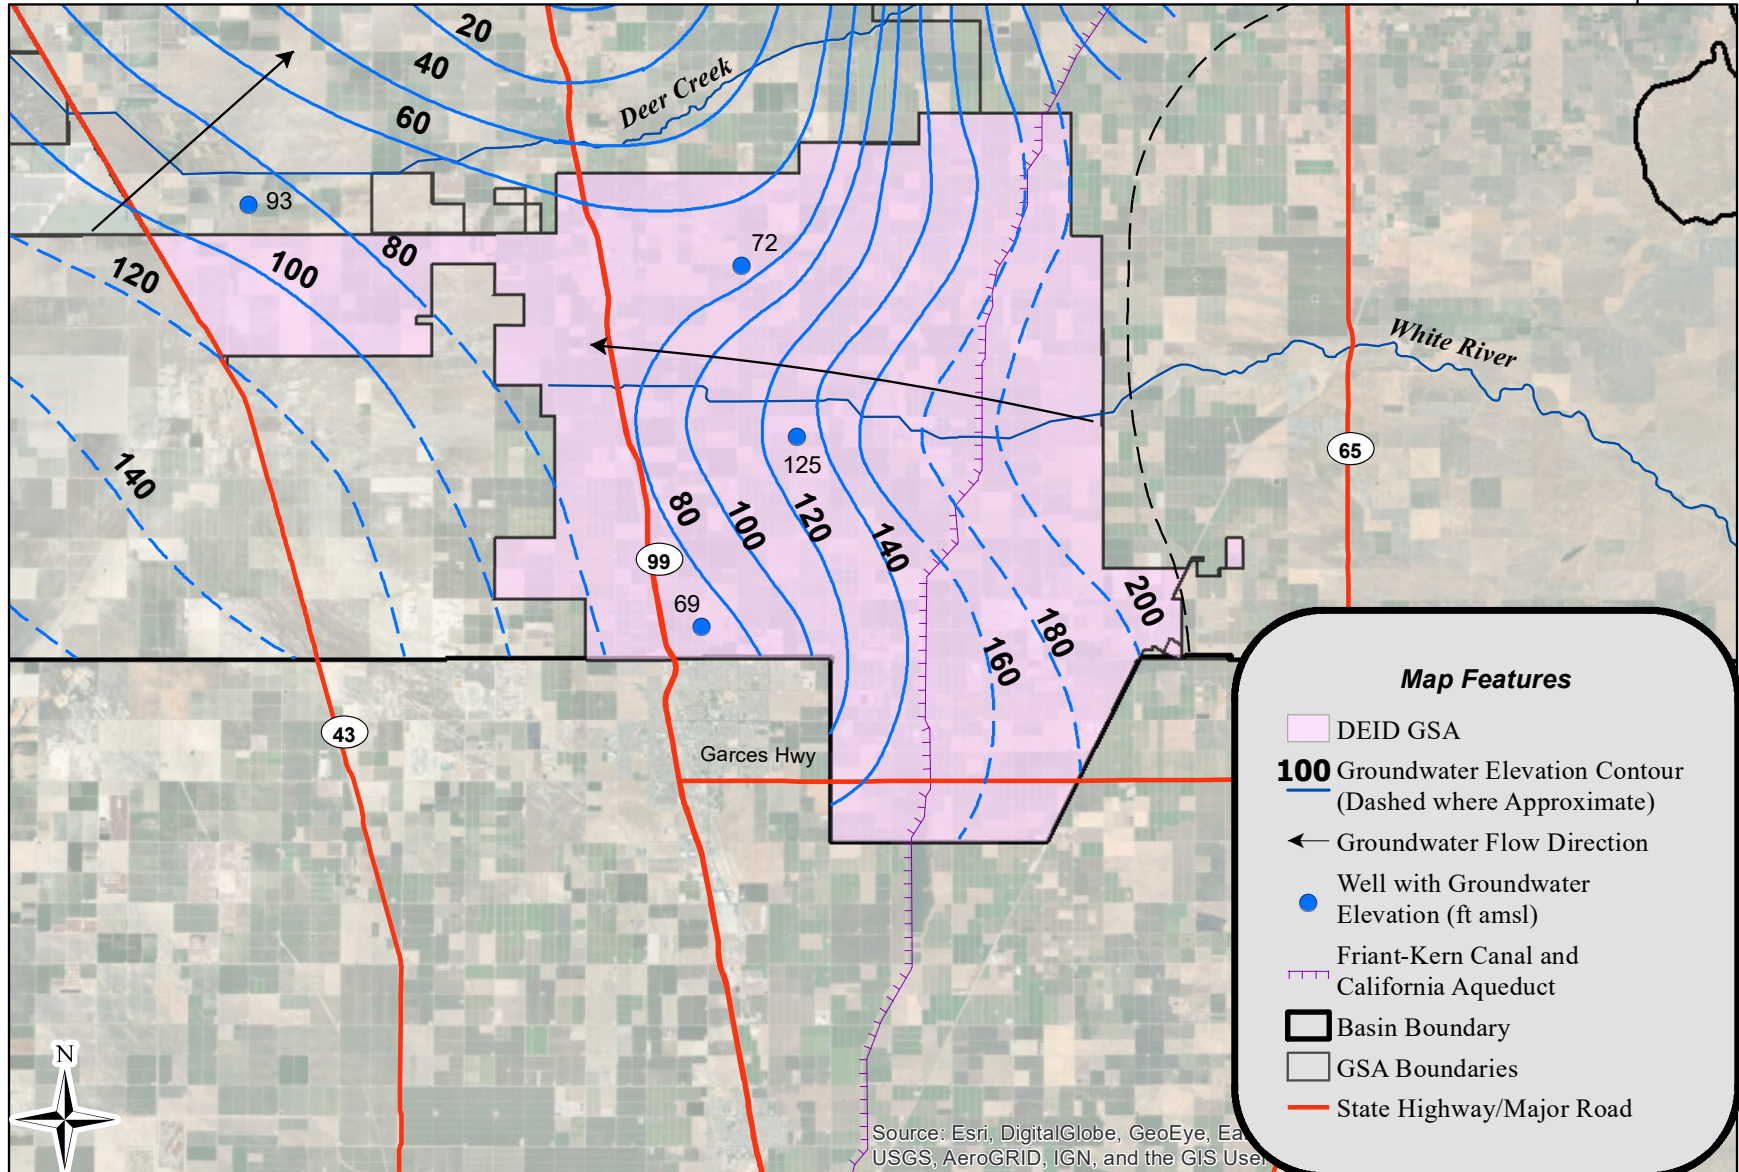 20
40
60
Deer Creek
93
72
80
100
120
White River
65
140
125
80
100
120
140
99
200
69
180
160
43
Garces Hwy
Map Features
DEID GSA
100 Groundwater Elevation Contour
(Dashed where Approximate)
Groundwater Flow Direction
Well with Groundwater
Elevation (ft amsl)
Friant-Kern Canal and
California Aqueduct
Basin Boundary
GSA Boundaries
State Highway/Major Road
N
Source: Esri, DigitalGlobe, GeoEye,
USGS, AeroGRID, IGN, and the GIS User